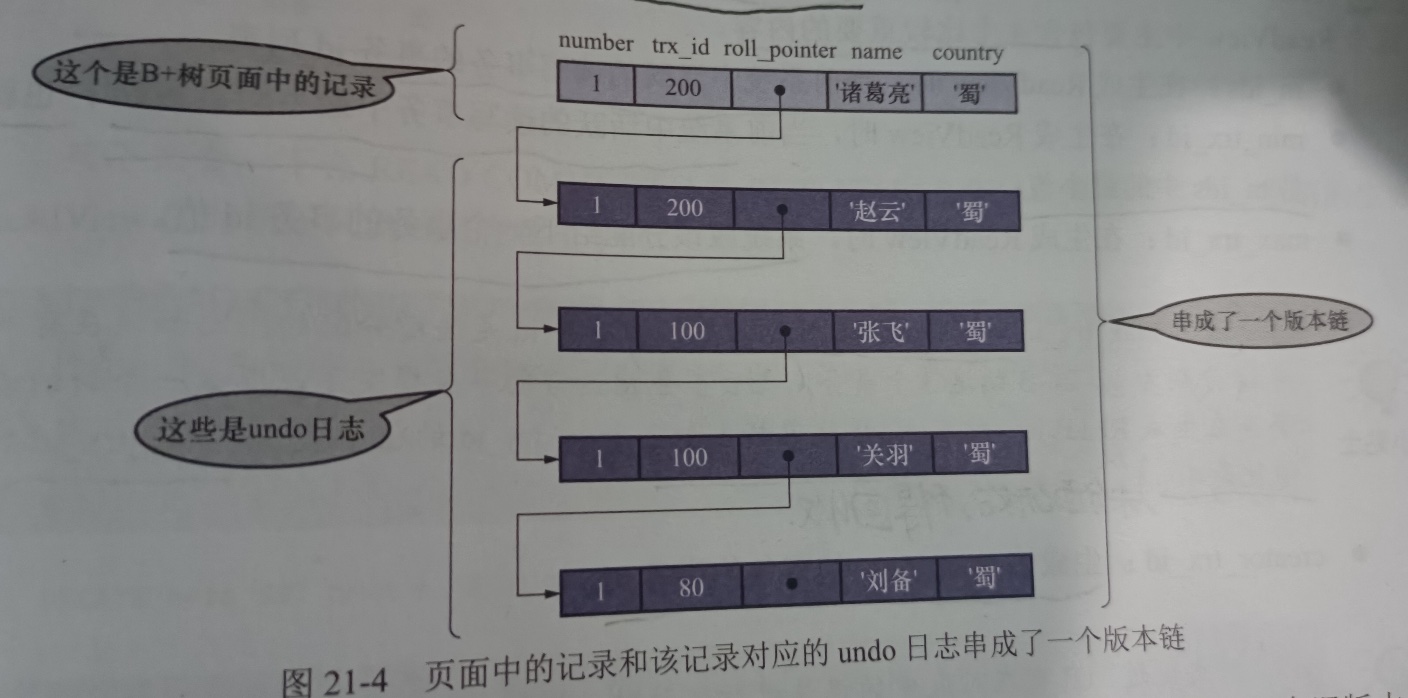 number trx_id roll_pointer name country
这个是B+树页面中的记录
1 200 '诸葛亮' '蜀'
1 200 '赵云' '蜀'
1 100 '张飞' '蜀'
串成了一个版本链
这些是undo日志
1 100 '关羽' '蜀'
1 80 '刘备' '蜀'
图 21-4 页面中的记录和该记录对应的 undo 日志串成了一个版本链